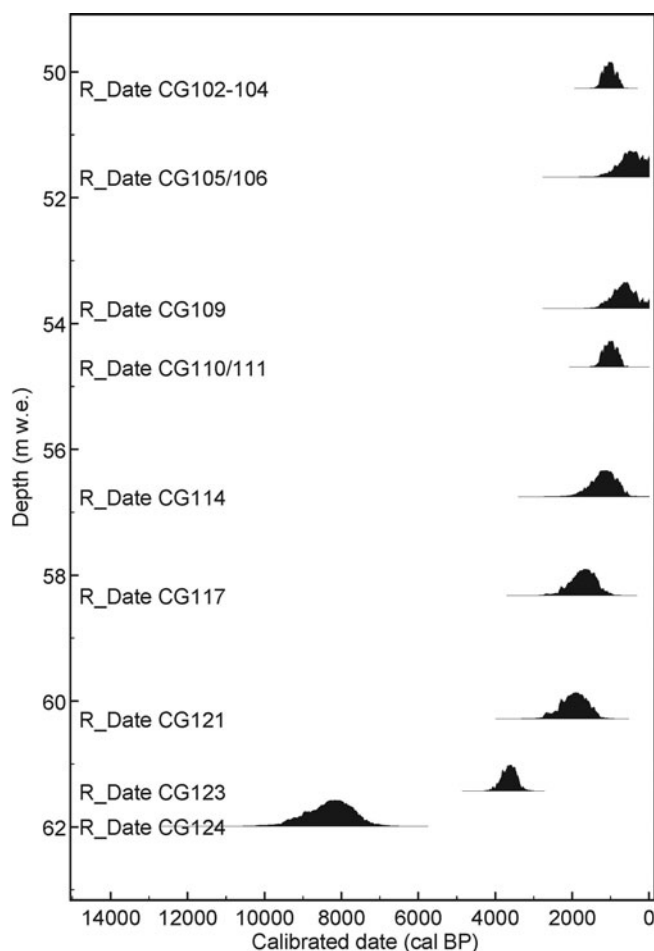 50
R_Date CG102-104
R_Date CG105/106
52
R_Date CG109
54
R_Date CG110/111
Depth (m w.e.)
56
R_Date CG114
58
R_Date CG117
60
R_Date CG121
R_Date CG123
62
R_Date CG124
14000 12000 10000 8000 6000 4000 2000 0
Calibrated date (cal BP)